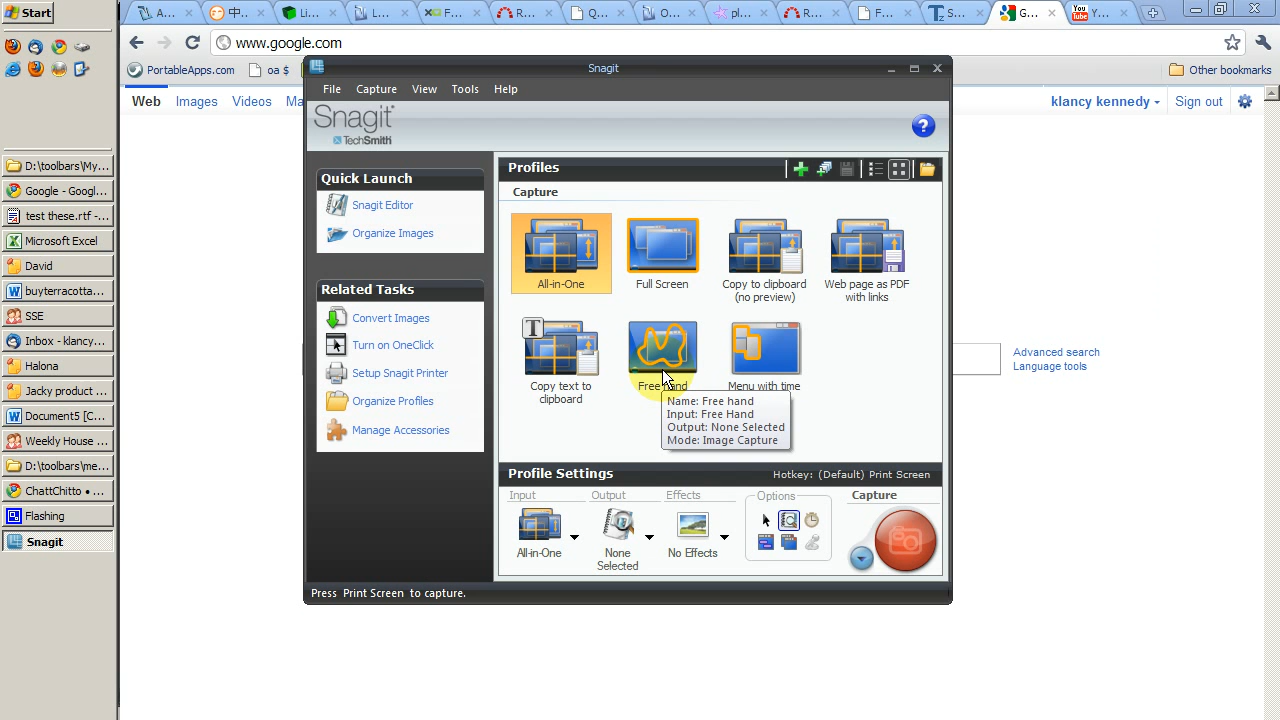 Start
A...
中...
Li...
L...
F...
R...
Q...
O...
pl...
R...
F...
S...
G...
Y...
www.google.com
PortableApps.com
oa $
Other bookmarks
Web Images Videos Ma
klancy kennedy Sign out
Snagit
File Capture View Tools Help
Snagit
TechSmith
Profiles
Capture
Quick Launch
Snagit Editor
Organize Images
Related Tasks
Convert Images
Turn on OneClick
Setup Snagit Printer
Organize Profiles
Manage Accessories
All-in-One
Full Screen
Copy to clipboard
(no preview)
Web page as PDF
with links
Copy text to
clipboard
Free hand
Menu with time
Name: Free hand
Input: Free Hand
Output: None Selected
Mode: Image Capture
Advanced search
Language tools
Profile Settings
Hotkey: (Default) Print Screen
Input
All-in-One
Output
None
Selected
Effects
No Effects
Options
Capture
Press Print Screen to capture.
D:\toolbars\My...
Google - Googl...
test these.rtf -...
Microsoft Excel
David
buyterracotta...
SSE
Inbox - klancy...
Halona
Jacky product ...
Document5 [C...
Weekly House ...
D:\toolbars\me...
ChattChitto • ...
Flashing
Snagit